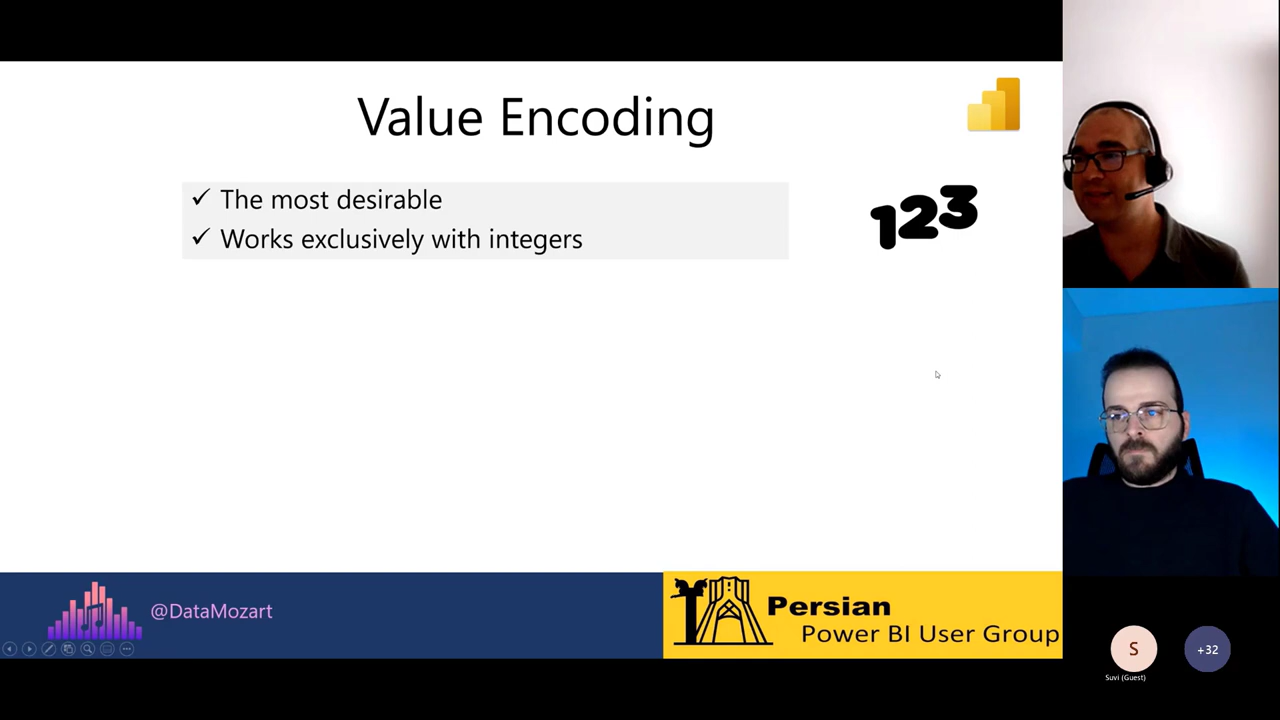 Value Encoding
✓ The most desirable
✓ Works exclusively with integers
123
@DataMozart
Persian
Power BI User Group
S
+32
Suvi (Guest)